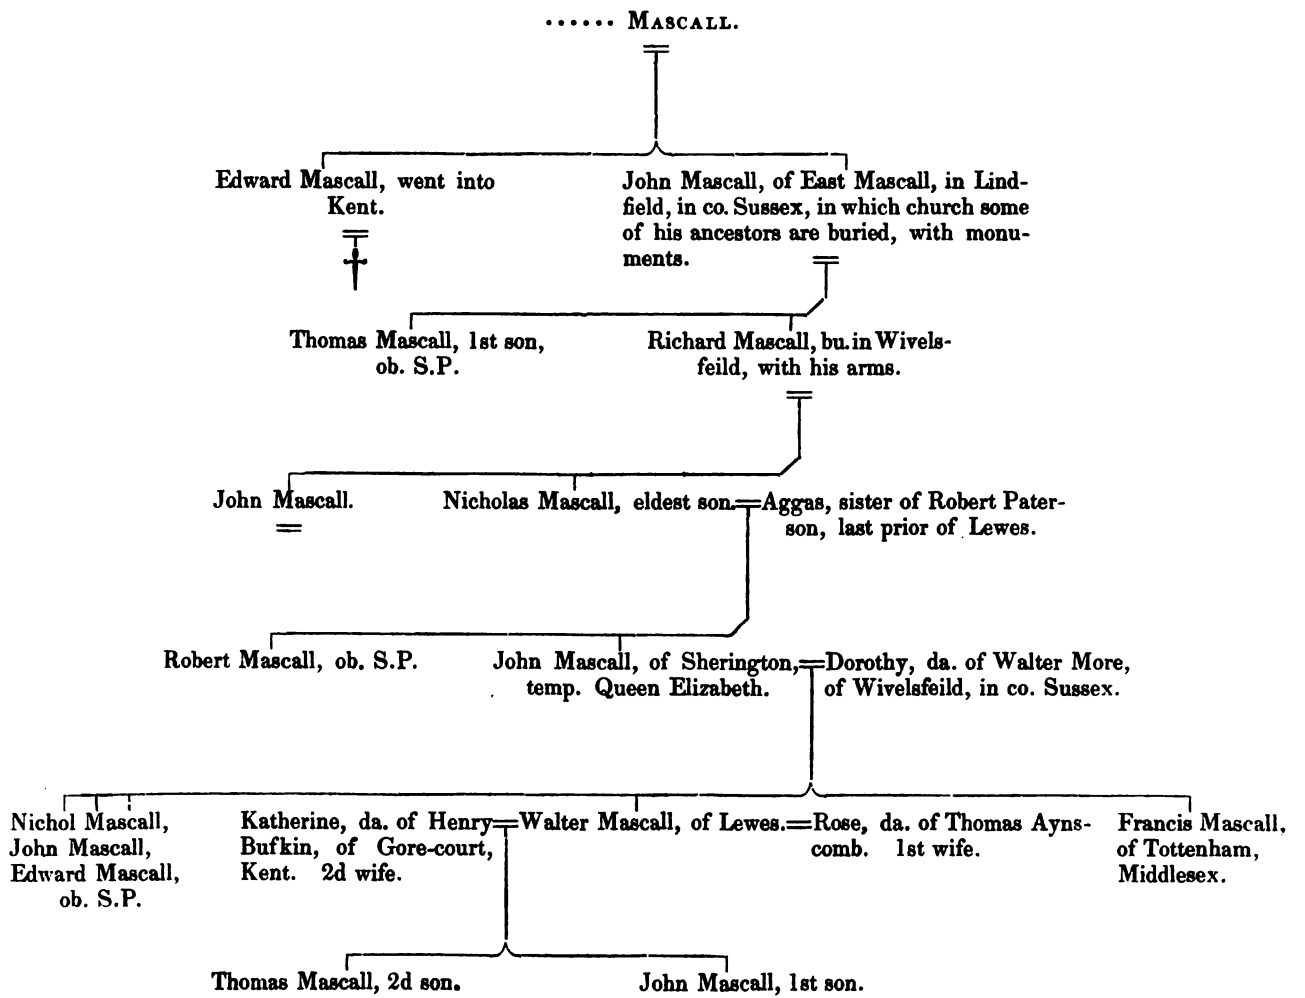 ...... MASCALL.
Edward Mascall, went into
Kent.
John Mascall, of East Mascall, in Lind-
field, in co. Sussex, in which church some
of his ancestors are buried, with monu-
ments.
Thomas Mascall, 1st son,
ob. S.P.
Richard Mascall, bu. in Wivels-
feild, with his arms.
John Mascall.
Nicholas Mascall, eldest son.=Aggas, sister of Robert Pater-
son, last prior of Lewes.
Robert Mascall, ob. S.P.
John Mascall, of Sherington,=Dorothy, da. of Walter More,
temp. Queen Elizabeth.
of Wivelsfeild, in co. Sussex.
Nichol Mascall,
John Mascall,
Edward Mascall,
ob. S.P.
Katherine, da. of Henry=Walter Mascall, of Lewes.=Rose, da. of Thomas Ayns-
Bufkin, of Gore-court,
comb. 1st wife.
Kent. 2d wife.
Francis Mascall,
of Tottenham,
Middlesex.
Thomas Mascall, 2d son.
John Mascall, 1st son.